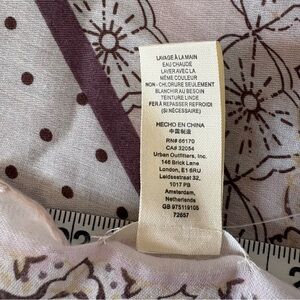 LAVAGE À LA MAIN
EAU CHAUDE
LAVER AVEC LA
MÊME COULEUR
NON - CHLORURE SEULEMENT
BLANCHIR AU BESOIN
TEINTURE LINGE
FER À REPASSER REFROIDI
(SI NÉCESSAIRE)
HECHO EN CHINA
中国制造
RN# 66170
CA# 32054
Urban Outfitters, Inc.
146 Brick Lane
London, E1 6RU
Leidsestraat 32,
1017 PB
Amsterdam,
Netherlands
GB 975119105
72657